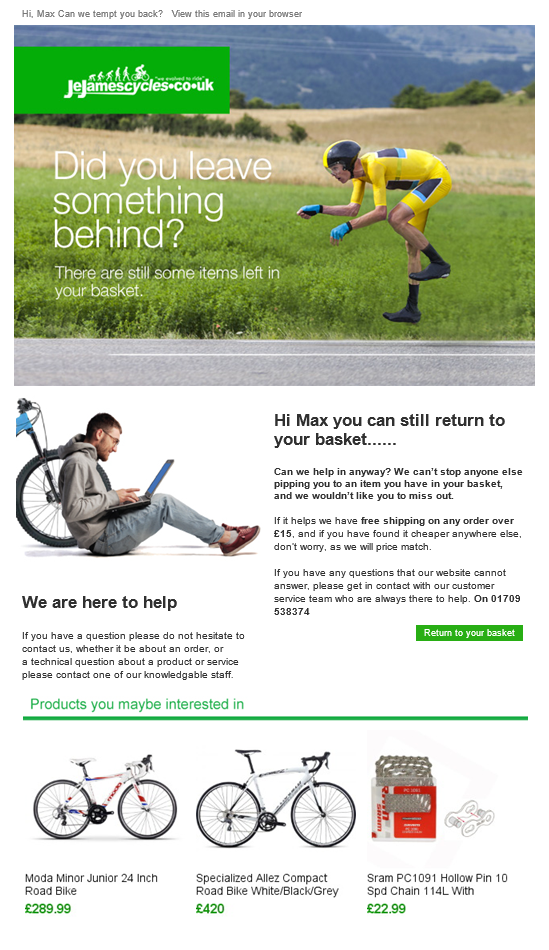 Hi, Max Can we tempt you back? View this email in your browser
"we evolved to ride"
JeJamescycles•co•uk
Did you leave
something
behind?
There are still some items left in
your basket.
Hi Max you can still return to
your basket......
Can we help in anyway? We can't stop anyone else
pipping you to an item you have in your basket,
and we wouldn't like you to miss out.
If it helps we have free shipping on any order over
£15, and if you have found it cheaper anywhere else,
don't worry, as we will price match.
If you have any questions that our website cannot
answer, please get in contact with our customer
service team who are always there to help. On 01709
538374
Return to your basket
We are here to help
If you have a question please do not hesitate to
contact us, whether it be about an order, or
a technical question about a product or service
please contact one of our knowledgable staff.
Products you maybe interested in
PC 1091
sram
Moda Minor Junior 24 Inch
Road Bike
£289.99
Specialized Allez Compact
Road Bike White/Black/Grey
£420
Sram PC1091 Hollow Pin 10
Spd Chain 114L With
£22.99